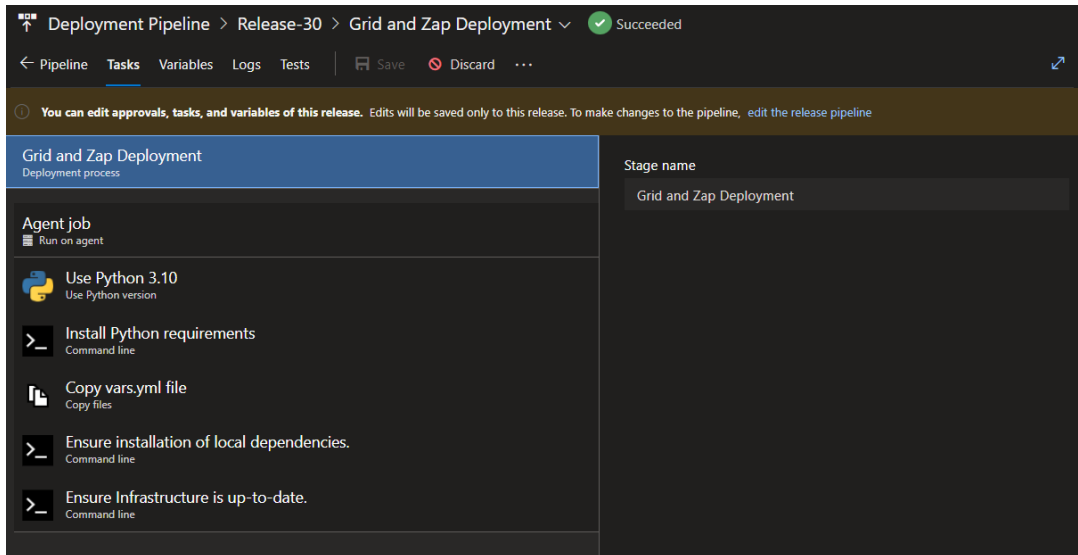 Deployment Pipeline > Release-30 > Grid and Zap Deployment Succeeded
← Pipeline Tasks Variables Logs Tests Save Discard ...
You can edit approvals, tasks, and variables of this release. Edits will be saved only to this release. To make changes to the pipeline, edit the release pipeline
Grid and Zap Deployment
Deployment process
Stage name
Grid and Zap Deployment
Agent job
Run on agent
Use Python 3.10
Use Python version
Install Python requirements
Command line
Copy vars.yml file
Copy files
Ensure installation of local dependencies.
Command line
Ensure Infrastructure is up-to-date.
Command line